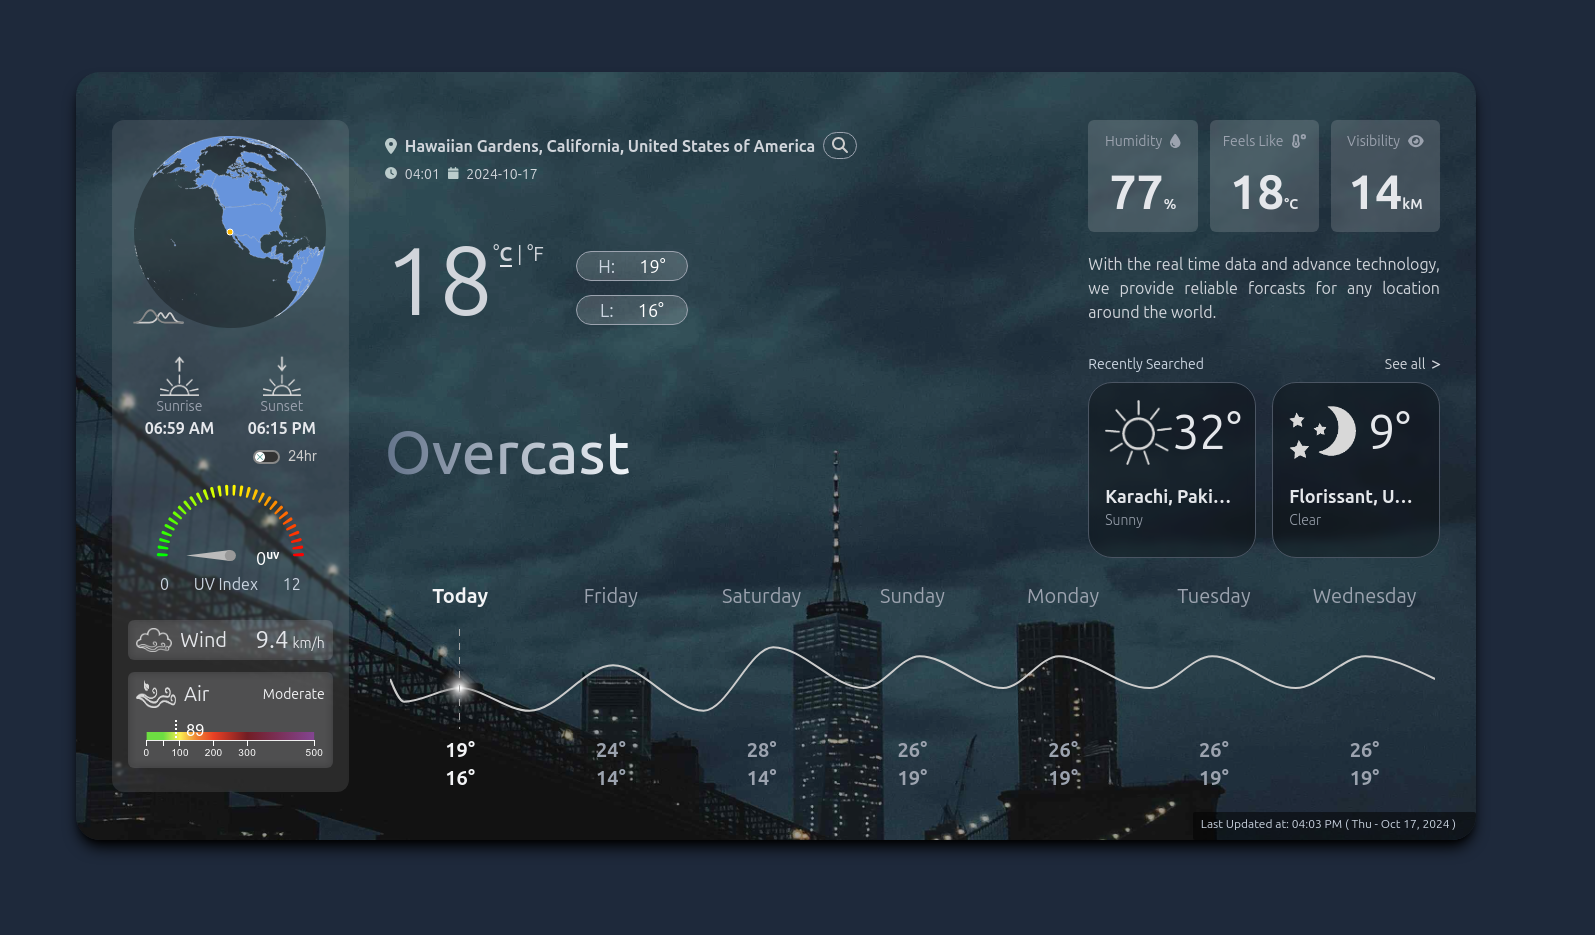 Hawaiian Gardens, California, United States of America
04:01 2024-10-17
18 °C | °F
H: 19°
L: 16°
Overcast
Sunrise Sunset
06:59 AM 06:15 PM
24hr
0uv
0 UV Index 12
Wind 9.4 km/h
Air Moderate
89
0 100 200 300 500
Humidity
77%
Feels Like
18°C
Visibility
14kM
With the real time data and advance technology,
we provide reliable forcasts for any location
around the world.
Recently Searched See all >
32°
Karachi, Paki...
Sunny
9°
Florissant, U...
Clear
Today Friday Saturday Sunday Monday Tuesday Wednesday
19° 24° 28° 26° 26° 26° 26°
16° 14° 14° 19° 19° 19° 19°
Last Updated at: 04:03 PM ( Thu - Oct 17, 2024 )